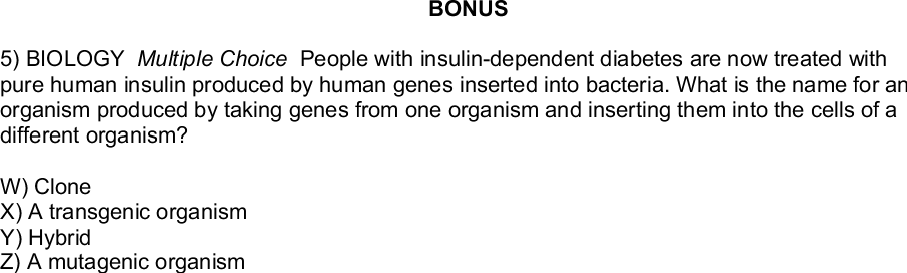 BONUS
5) BIOLOGY Multiple Choice People with insulin-dependent diabetes are now treated with
pure human insulin produced by human genes inserted into bacteria. What is the name for an
organism produced by taking genes from one organism and inserting them into the cells of a
different organism?
W) Clone
X) A transgenic organism
Y) Hybrid
Z) A mutagenic organism